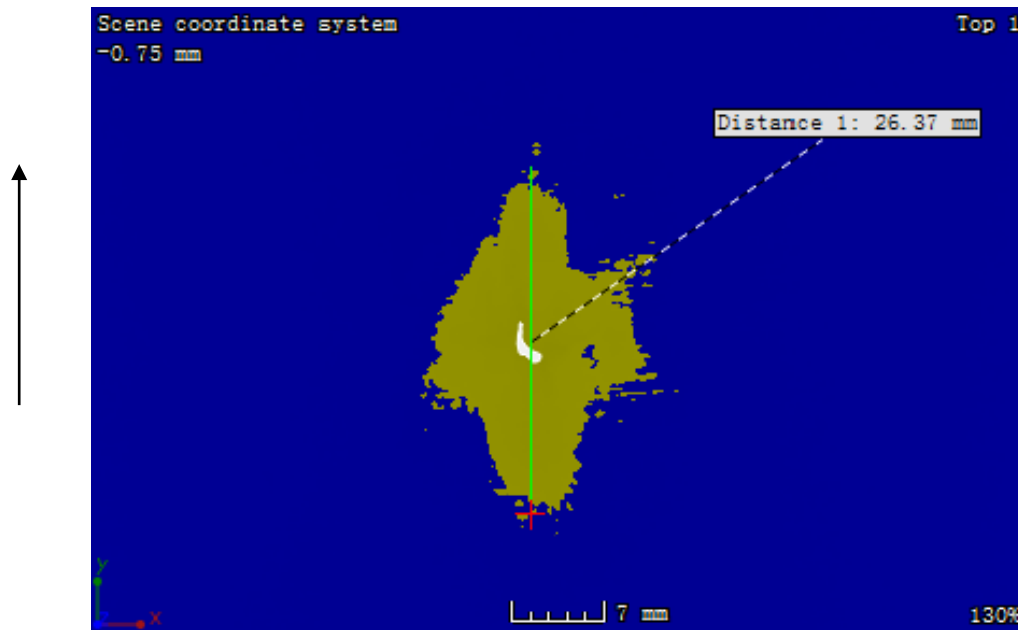 Scene coordinate system
Top 1
-0.75 mm
Distance 1: 26.37 mm
y
x
7 mm
130%